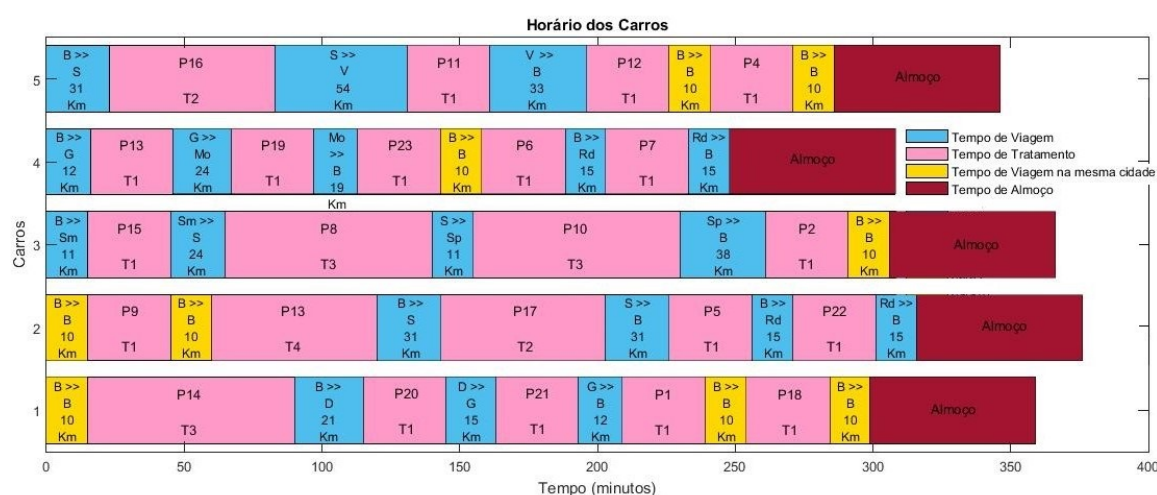 Horário dos Carros
B >>
S
31
Km
P16
T2
S >>
V
54
Km
P11
T1
V >>
B
33
Km
P12
T1
B >>
B
10
Km
P4
T1
B >>
B
10
Km
Almoço
5
B >>
G
12
Km
P13
T1
G >>
Mo
24
Km
P19
T1
Mo
>>
B
19
Km
P23
T1
B >>
B
10
Km
P6
T1
B >>
Rd
15
Km
P7
T1
Rd >>
B
15
Km
Almoço
4
Tempo de Viagem
Tempo de Tratamento
Tempo de Viagem na mesma cidade
Tempo de Almoço
B >>
Sm
11
Km
P15
T1
Sm >>
S
24
Km
P8
T3
S >>
Sp
11
Km
P10
T3
Sp >>
B
38
Km
P2
T1
B >>
B
10
Km
Almoço
3
B >>
B
10
Km
P9
T1
B >>
B
10
Km
P13
T4
B >>
S
31
Km
P17
T2
S >>
B
31
Km
P5
T1
B >>
Rd
15
Km
P22
T1
Rd >>
B
15
Km
Almoço
2
B >>
B
10
Km
P14
T3
B >>
D
21
Km
P20
T1
D >>
G
15
Km
P21
T1
G >>
B
12
Km
P1
T1
B >>
B
10
Km
P18
T1
B >>
B
10
Km
Almoço
1
Carros
0 50 100 150 200 250 300 350 400
Tempo (minutos)